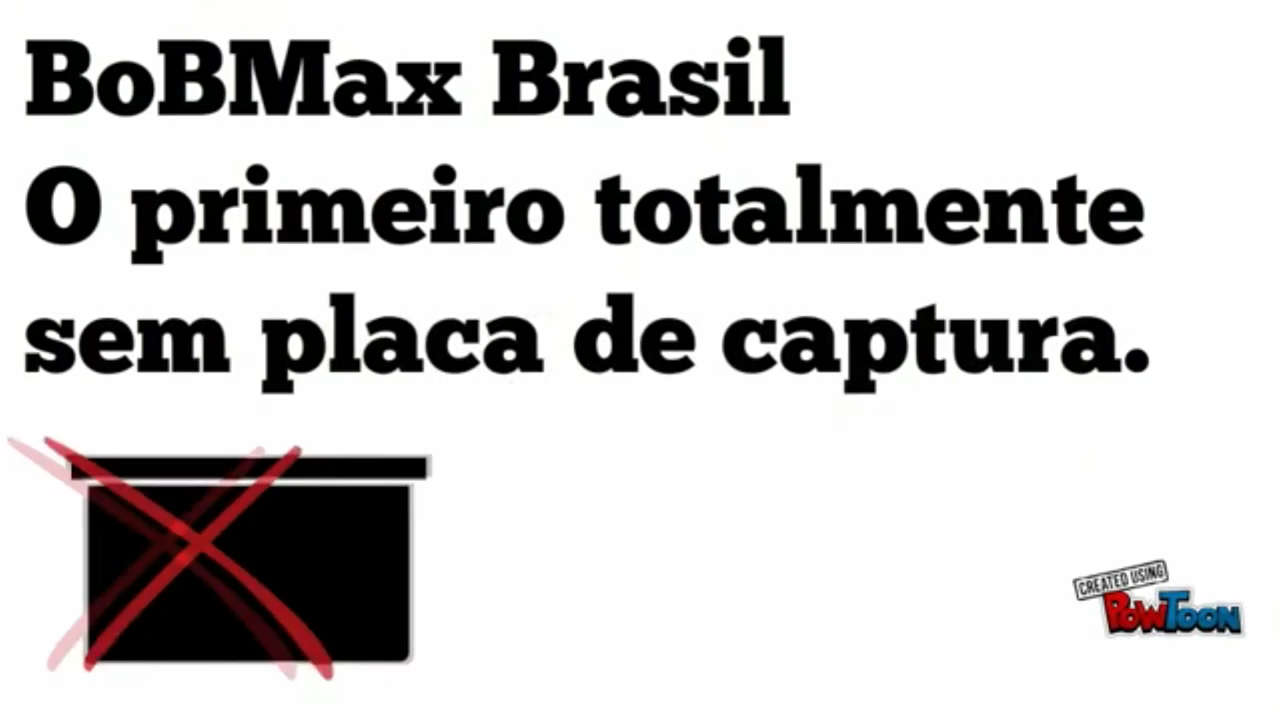 BoBMax Brasil
O primeiro totalmente
sem placa de captura.
CREATED USING
PowToon